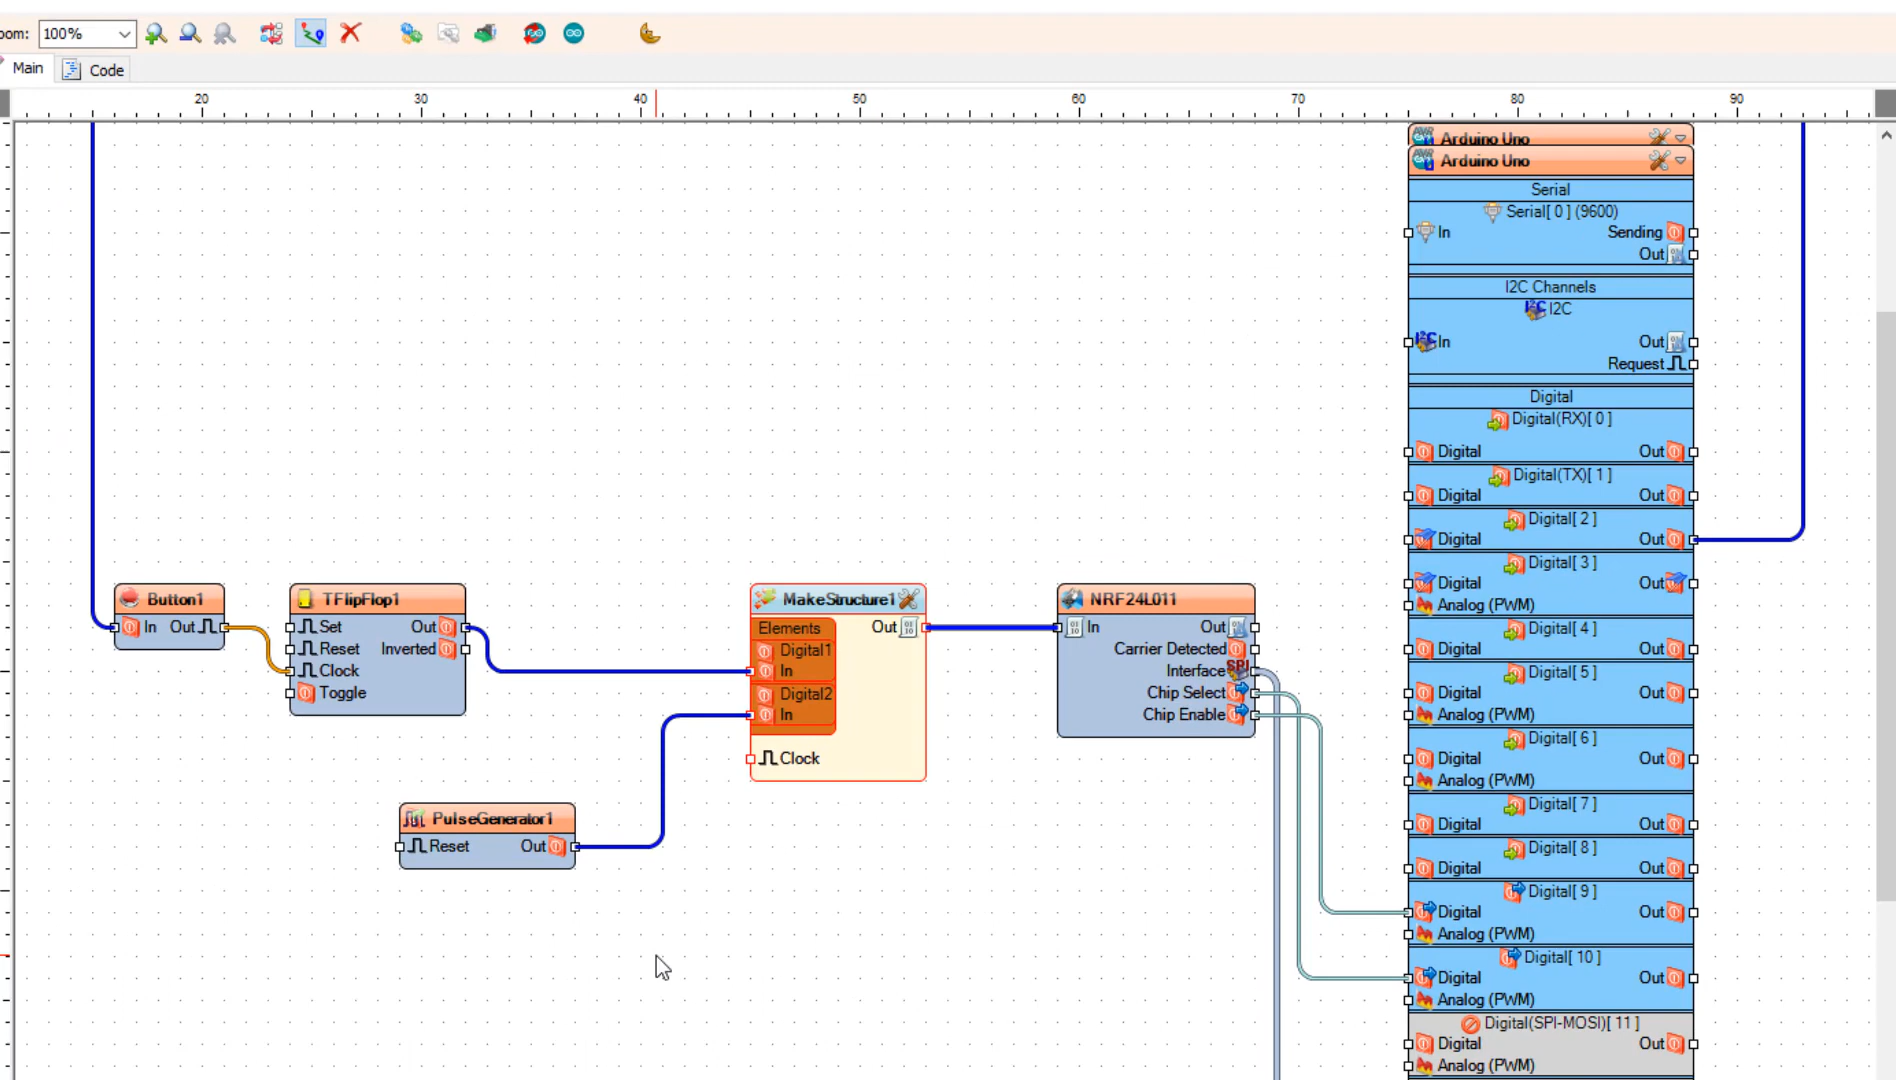 oom: 100%
Main Code
20 30 40 50 60 70 80 90
Arduino Uno
Arduino Uno
Serial
Serial[ 0 ] (9600)
In Sending
Out
I2C Channels
I2C I2C
I2C In Out
Request
Digital
Digital(RX)[ 0 ]
Digital Out
Digital(TX)[ 1 ]
Digital Out
Digital[ 2 ]
Digital Out
Digital[ 3 ]
Digital Out
Analog (PWM)
Digital[ 4 ]
Digital Out
Digital[ 5 ]
Digital Out
Analog (PWM)
Digital[ 6 ]
Digital Out
Analog (PWM)
Digital[ 7 ]
Digital Out
Digital[ 8 ]
Digital Out
Digital[ 9 ]
Digital Out
Analog (PWM)
Digital[ 10 ]
Digital Out
Analog (PWM)
Digital(SPI-MOSI)[ 11 ]
Digital Out
Analog (PWM)
Button1
In Out
TFlipFlop1
Set Out
Reset Inverted
Clock
Toggle
PulseGenerator1
Reset Out
MakeStructure1
Elements Out
Digital1
In
Digital2
In
Clock
NRF24L011
In Out
Carrier Detected
Interface SPI
Chip Select
Chip Enable